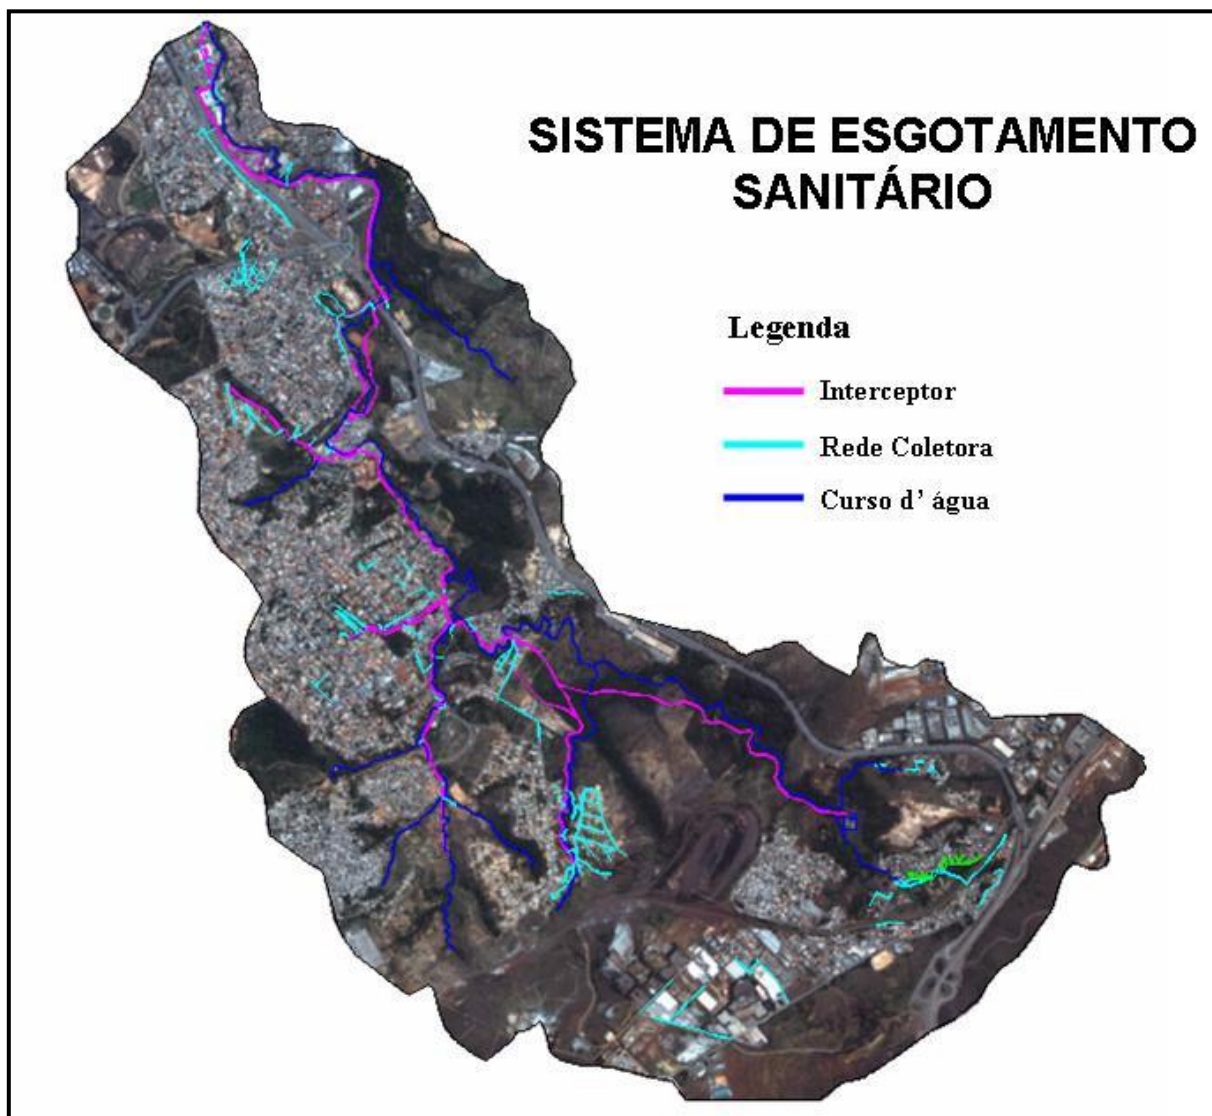 SISTEMA DE ESGOTAMENTO
SANITÁRIO
Legenda
Interceptor
Rede Coletora
Curso d' água